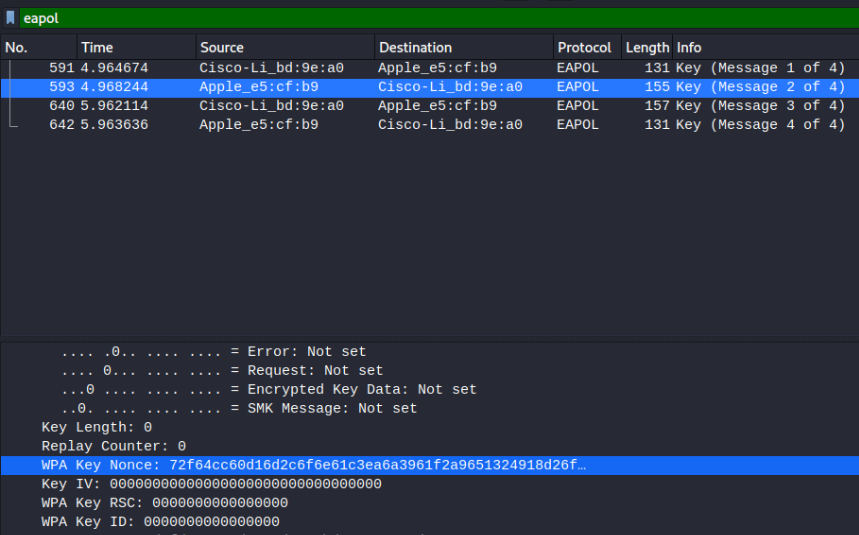 eapol
No. Time Source Destination Protocol Length Info
591 4.964674 Cisco-Li_bd:9e:a0 Apple_e5:cf:b9 EAPOL 131 Key (Message 1 of 4)
593 4.968244 Apple_e5:cf:b9 Cisco-Li_bd:9e:a0 EAPOL 155 Key (Message 2 of 4)
640 5.962114 Cisco-Li_bd:9e:a0 Apple_e5:cf:b9 EAPOL 157 Key (Message 3 of 4)
642 5.963636 Apple_e5:cf:b9 Cisco-Li_bd:9e:a0 EAPOL 131 Key (Message 4 of 4)
.... .0.. .... .... = Error: Not set
.... 0... .... .... = Request: Not set
...0 .... .... .... = Encrypted Key Data: Not set
..0. .... .... .... = SMK Message: Not set
Key Length: 0
Replay Counter: 0
WPA Key Nonce: 72f64cc60d16d2c6f6e61c3ea6a3961f2a9651324918d26f…
Key IV: 00000000000000000000000000000000
WPA Key RSC: 0000000000000000
WPA Key ID: 0000000000000000